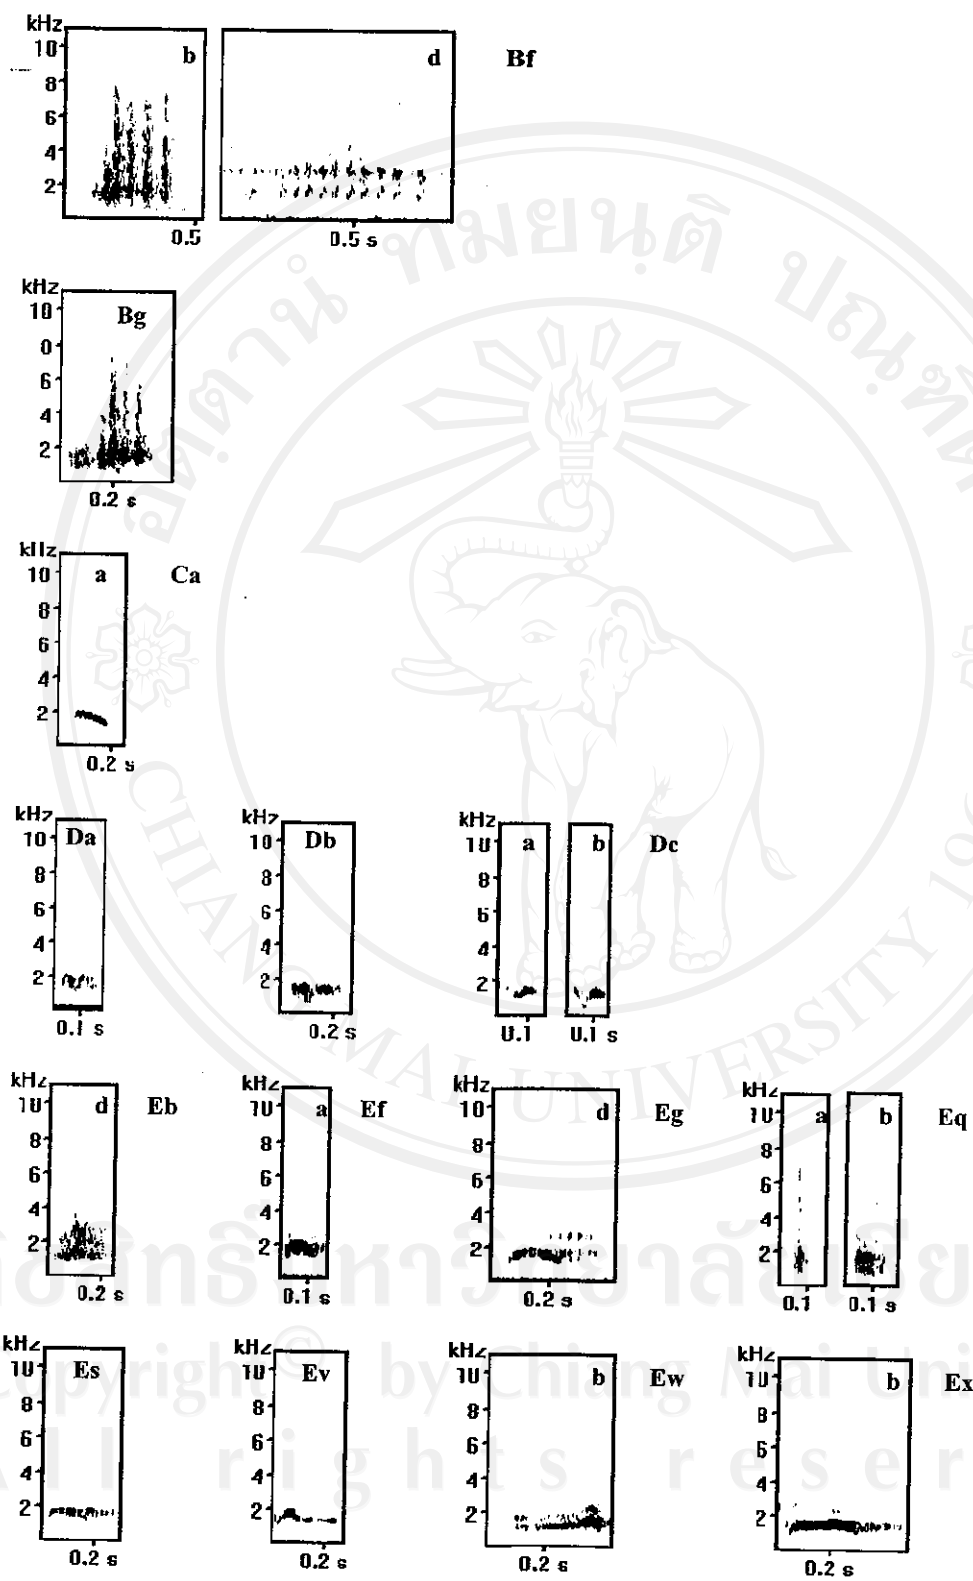 kHz
10 b d Bf
8
6
4
2
0.5 0.5 s
kHz
10 Bg
8
6
4
2
0.2 s
kHz
10 a Ca
8
6
4
2
0.2 s
kHz kHz kHz
10 Da 10 Db 10 a b Dc
8 8 8
6 6 6
4 4 4
2 2 2
0.1 s 0.2 s 0.1 0.1 s
kHz kHz kHz kHz
10 d Eb 10 a Ef 10 d Eg 10 a b Eq
8 8 8 8
6 6 6 6
4 4 4 4
2 2 2 2
0.2 s 0.1 s 0.2 s 0.1 0.1 s
kHz kHz kHz kHz
10 Es 10 Ev 10 b Ew 10 b Ex
8 8 8 8
6 6 6 6
4 4 4 4
2 2 2 2
0.2 s 0.2 s 0.2 s 0.2 s
CHIANG MAI UNIVERSITY
Copyright © by Chiang Mai Uni
All rights reser